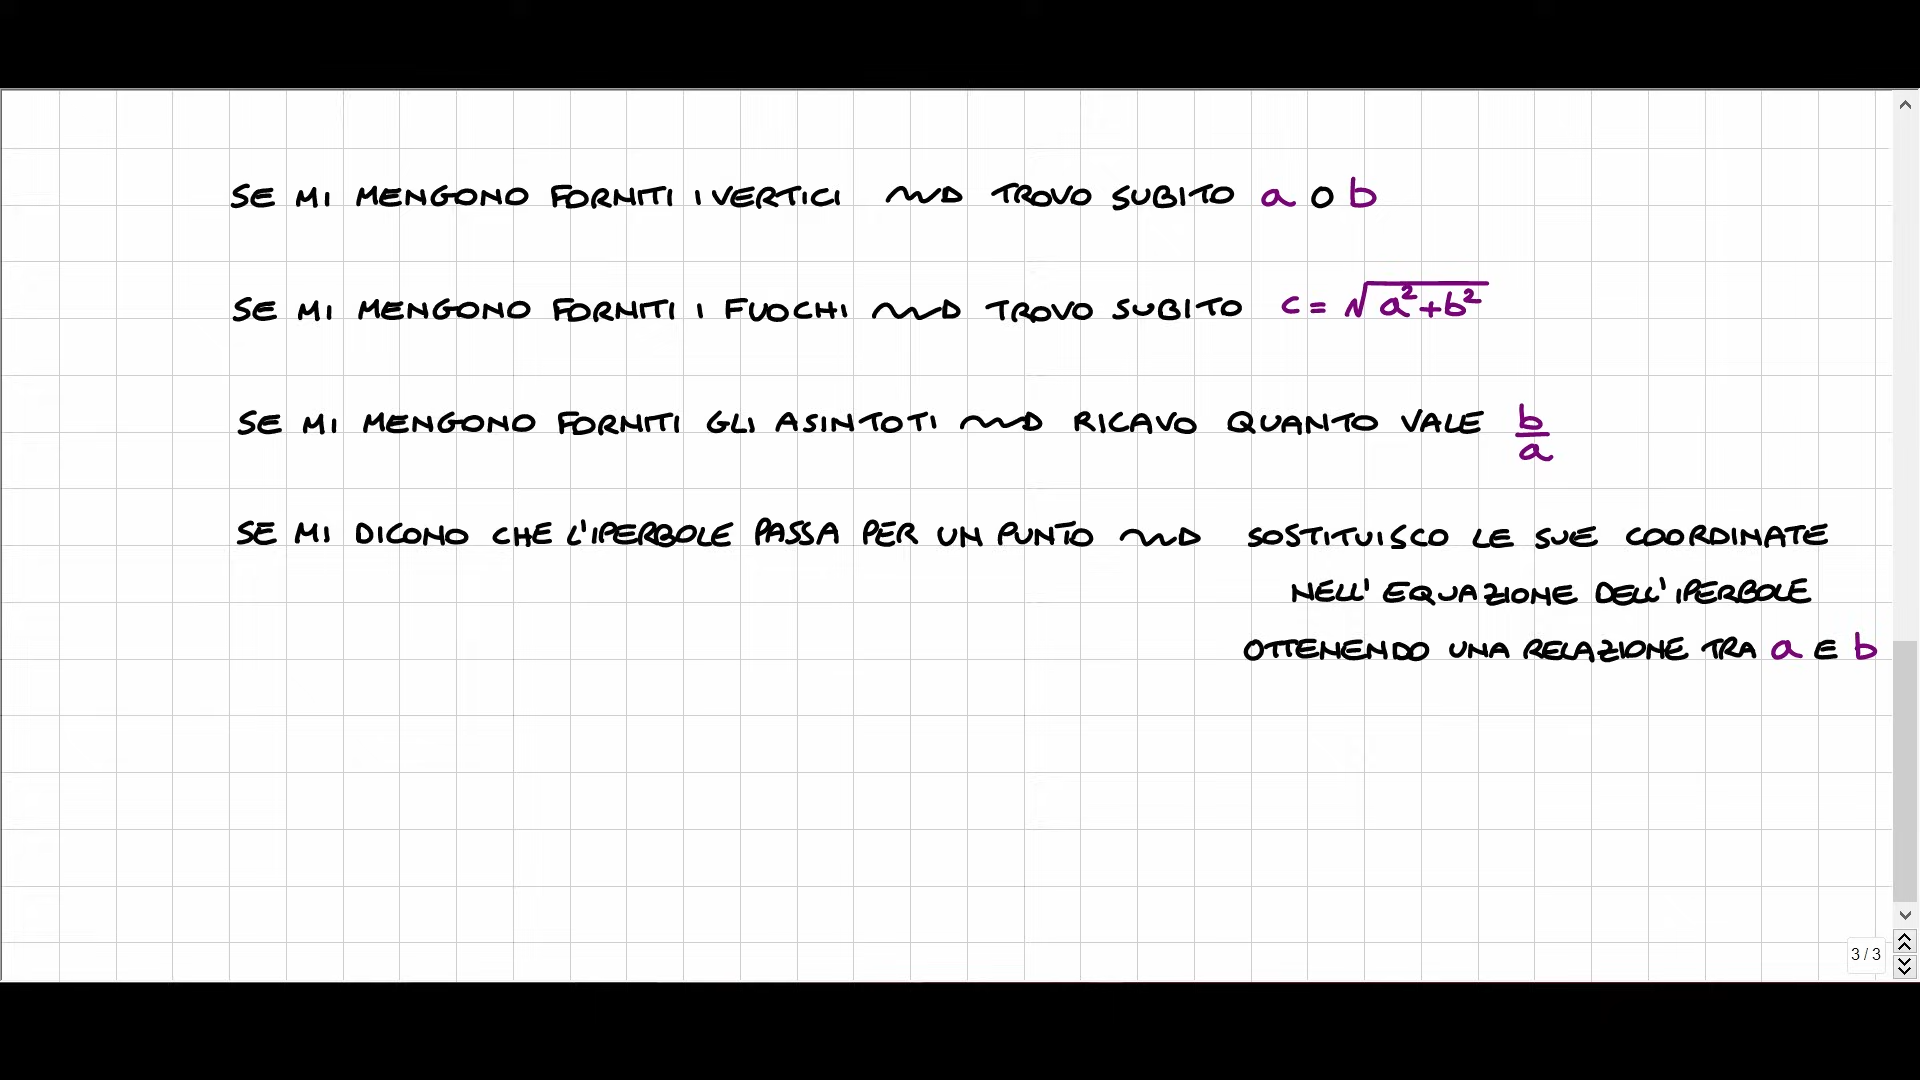 SE MI MENGONO FORNITI I VERTICI ⇝ TROVO SUBITO a O b
SE MI MENGONO FORNITI I FUOCHI ⇝ TROVO SUBITO c = √(a²+b²)
SE MI MENGONO FORNITI GLI ASINTOTI ⇝ RICAVO QUANTO VALE b/a
SE MI DICONO CHE L'IPERBOLE PASSA PER UN PUNTO ⇝ SOSTITUISCO LE SUE COORDINATE
NELL'EQUAZIONE DELL'IPERBOLE
OTTENENDO UNA RELAZIONE TRA a E b
3 / 3